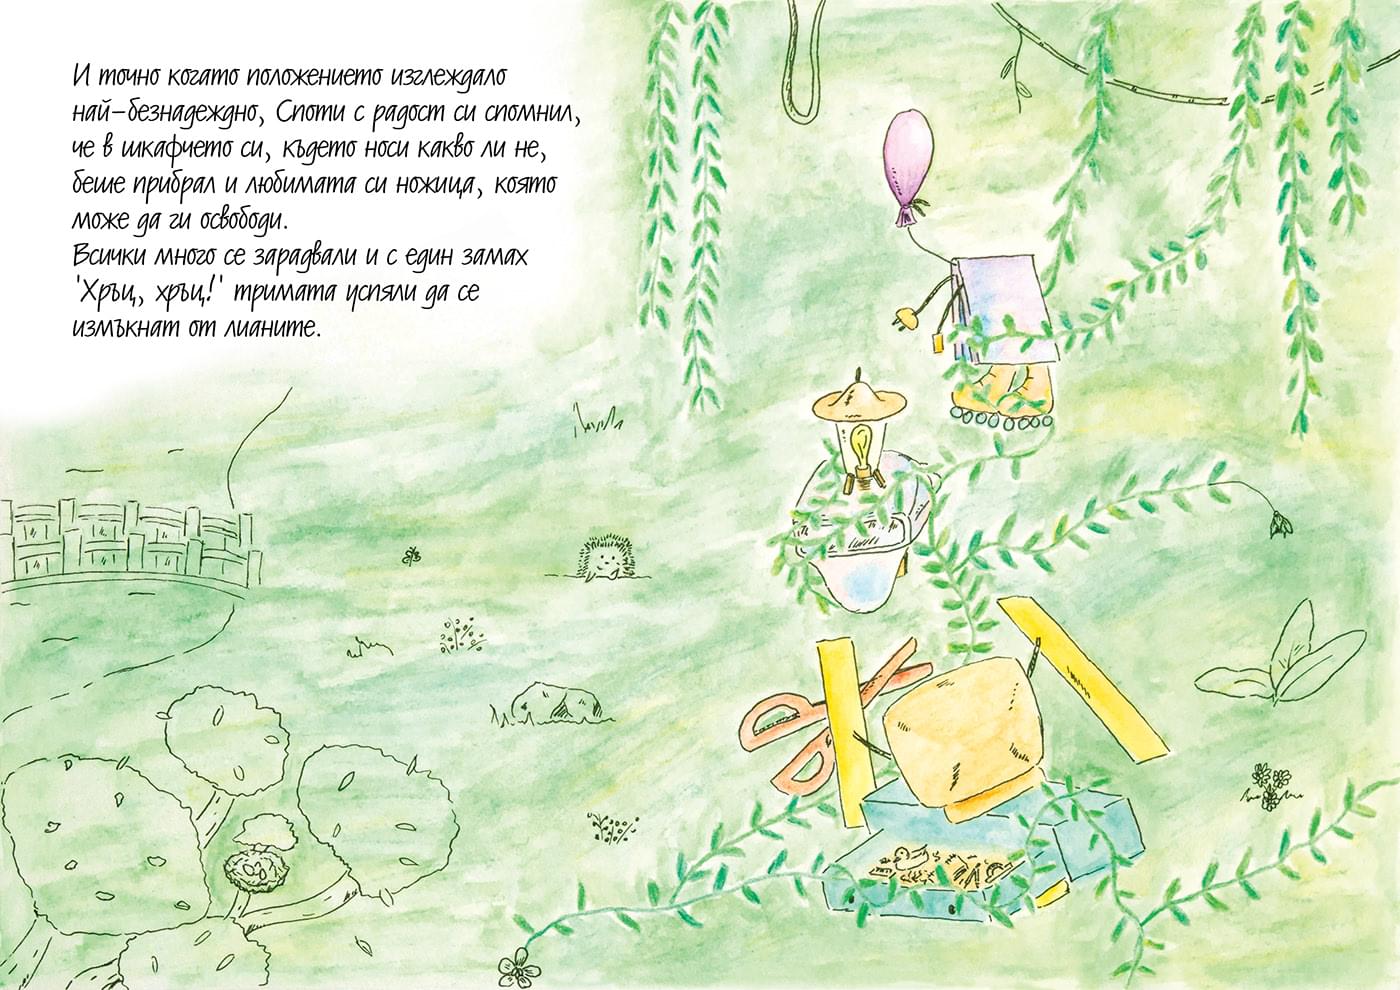 И точно когато положението изглеждало
най-безнадеждно, Споти с радост си спомнил,
че в шкафчето си, където носи какво ли не,
беше прибрал и любимата си ножица, която
може да ги освободи.
Всички много се зарадвали и с един замах
'Хръц, хръц!' тримата успяли да се
измъкнат от лианите.